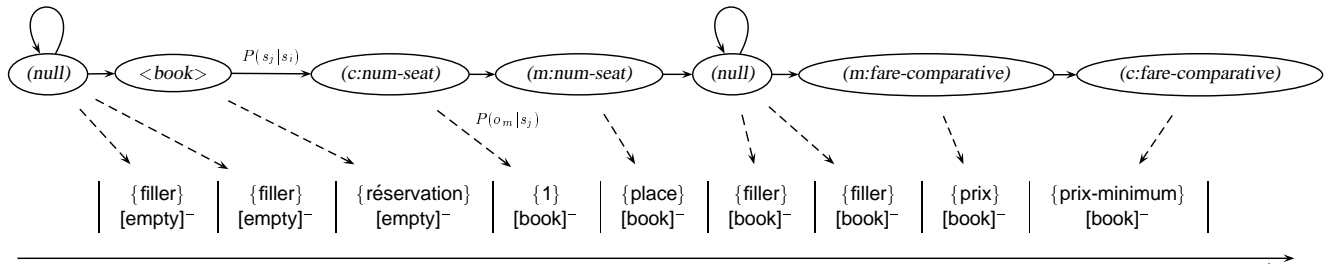 P(s_j|s_i)
(null) <book> (c:num-seat) (m:num-seat) (null) (m:fare-comparative) (c:fare-comparative)
P(o_m|s_j)
{filler} {filler} {réservation} {1} {place} {filler} {filler} {prix} {prix-minimum}
[empty]⁻ [empty]⁻ [empty]⁻ [book]⁻ [book]⁻ [book]⁻ [book]⁻ [book]⁻ [book]⁻